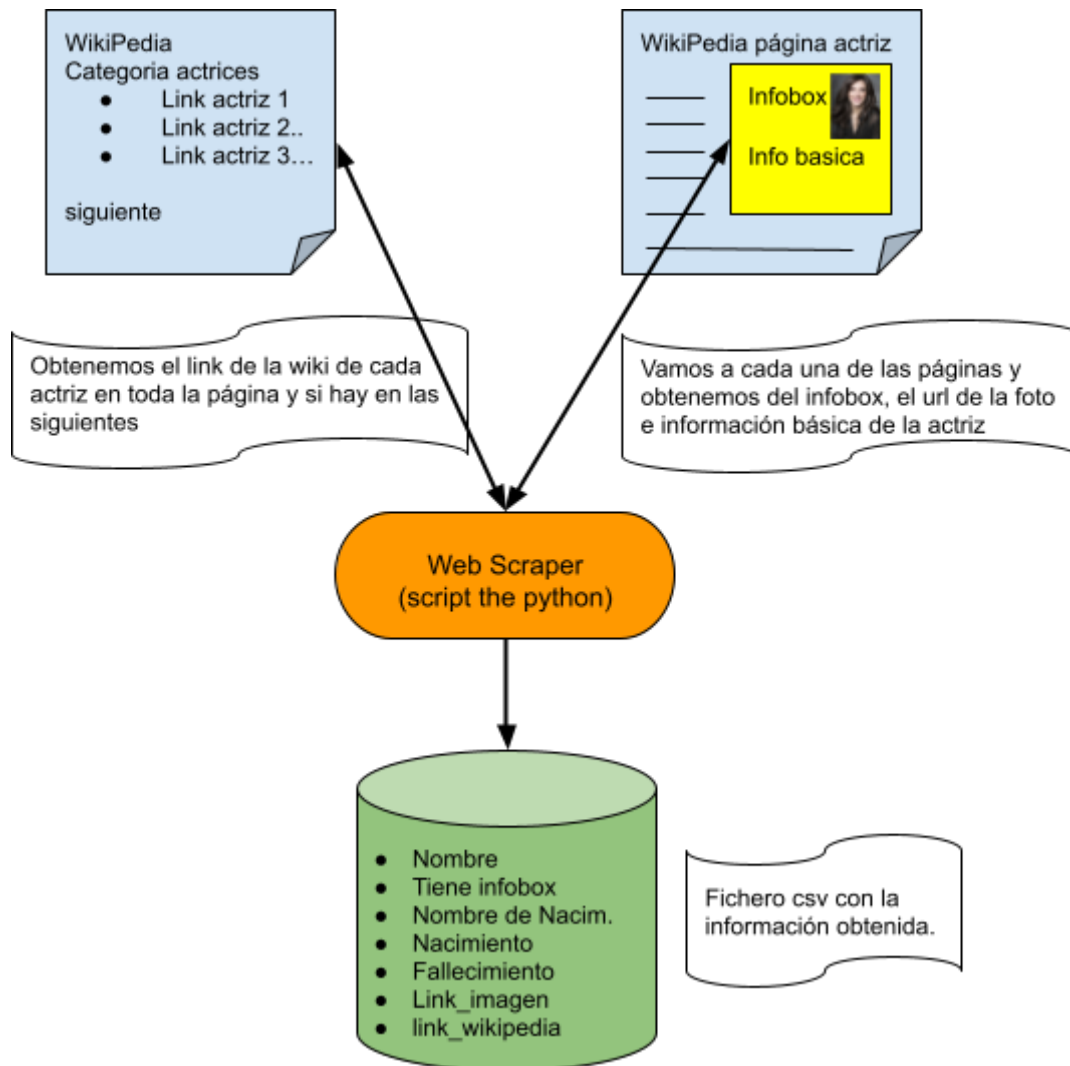 WikiPedia
Categoria actrices
● Link actriz 1
● Link actriz 2..
● Link actriz 3...
siguiente
WikiPedia página actriz
Infobox
Info basica
Obtenemos el link de la wiki de cada
actriz en toda la página y si hay en las
siguientes
Vamos a cada una de las páginas y
obtenemos del infobox, el url de la foto
e información básica de la actriz
Web Scraper
(script the python)
● Nombre
● Tiene infobox
● Nombre de Nacim.
● Nacimiento
● Fallecimiento
● Link_imagen
● link_wikipedia
Fichero csv con la
información obtenida.